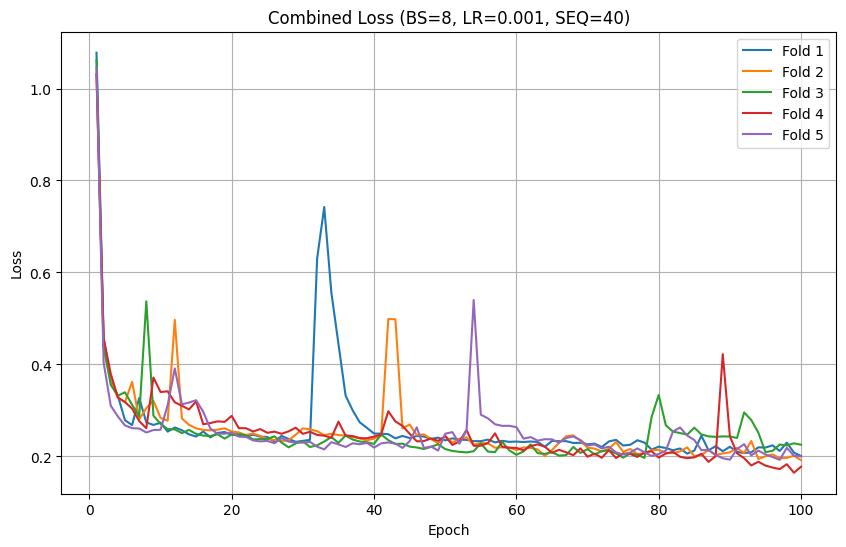 Combined Loss (BS=8, LR=0.001, SEQ=40)
Fold 1
Fold 2
Fold 3
Fold 4
Fold 5
Loss
1.0
0.8
0.6
0.4
0.2
0 20 40 60 80 100
Epoch